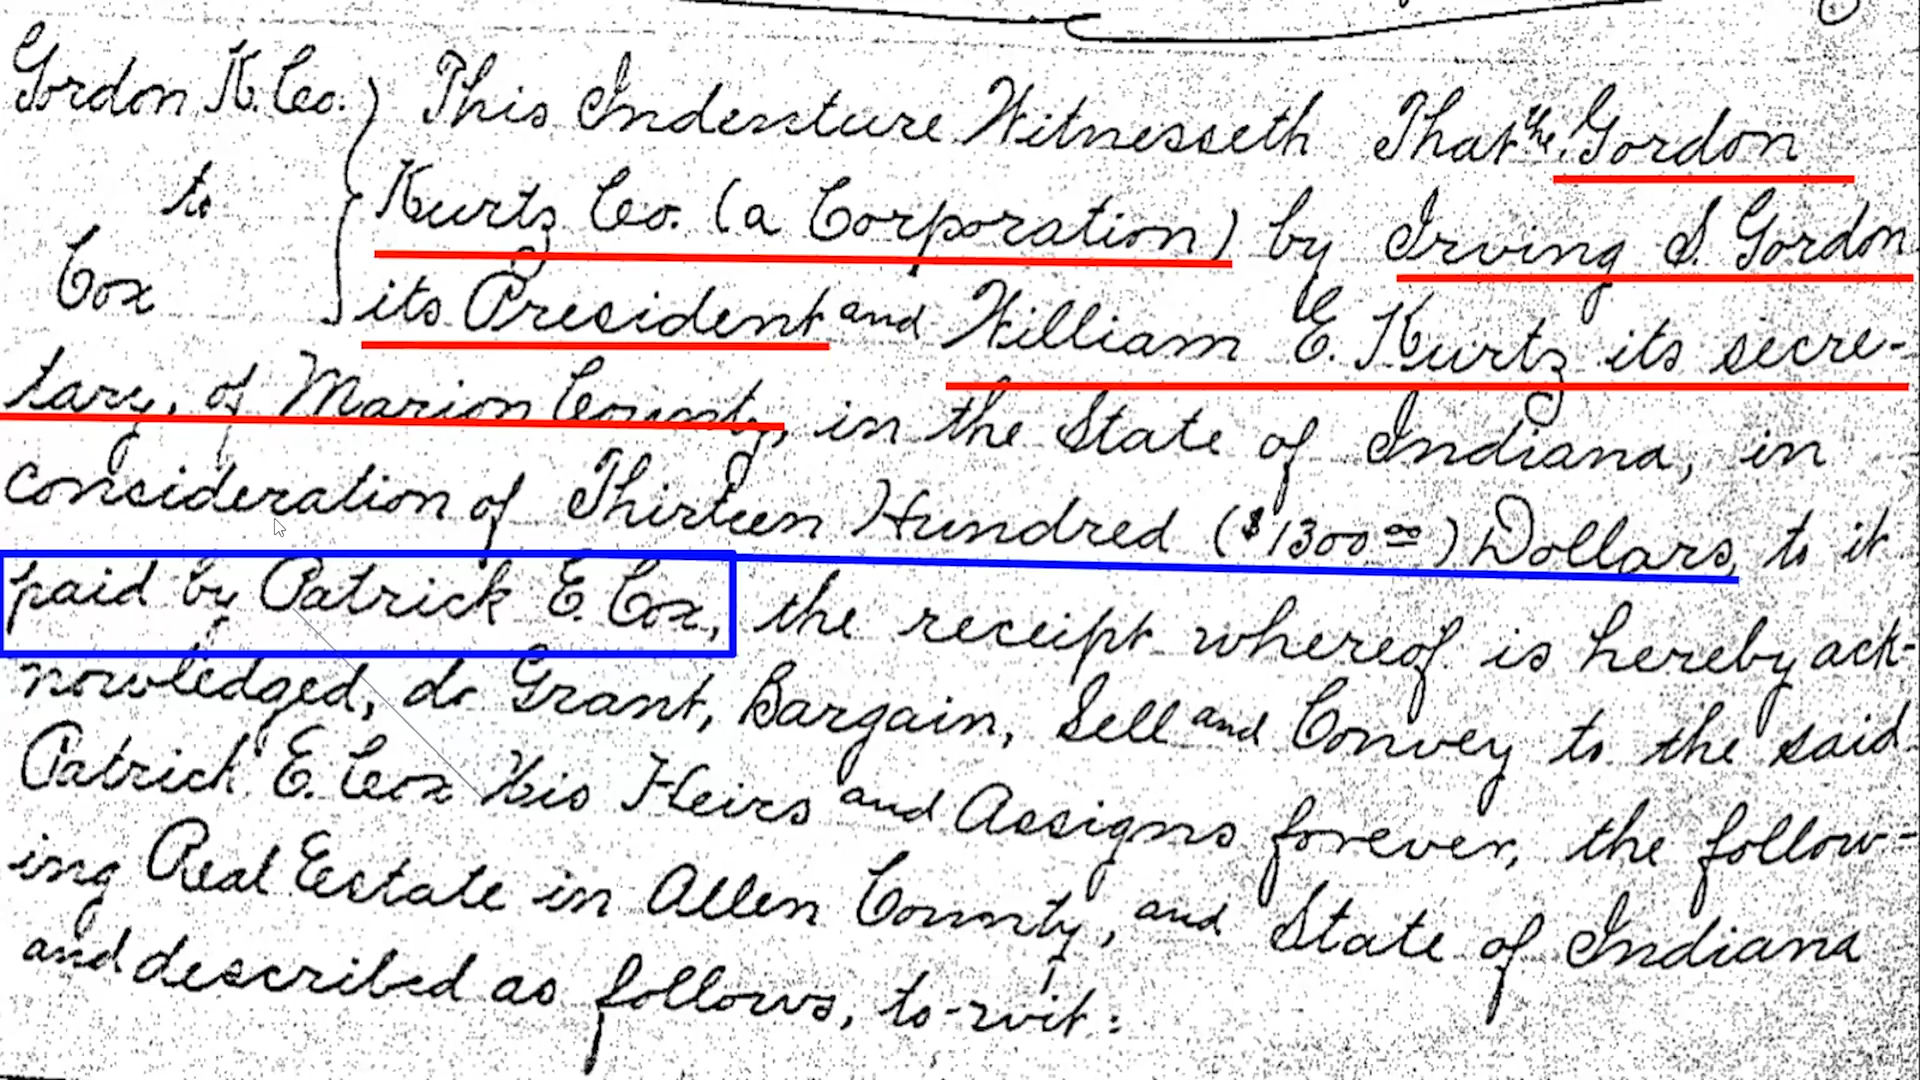 Gordon K. Co. This Indenture Witnesseth That the Gordon
to Kurtz Co. (a Corporation) by Irving S. Gordon
Cox its President and William E. Kurtz its secre-
tary, of Marion County, in the State of Indiana, in
consideration of Thirteen Hundred ($1300 00) Dollars, to it
paid by Patrick E. Cox, the receipt whereof is hereby ack-
nowledged, do Grant, Bargain, Sell and Convey to the said
Patrick E. Cox His Heirs and Assigns forever, the follow-
ing Real Estate in Allen County, and State of Indiana
and described as follows, to-wit: